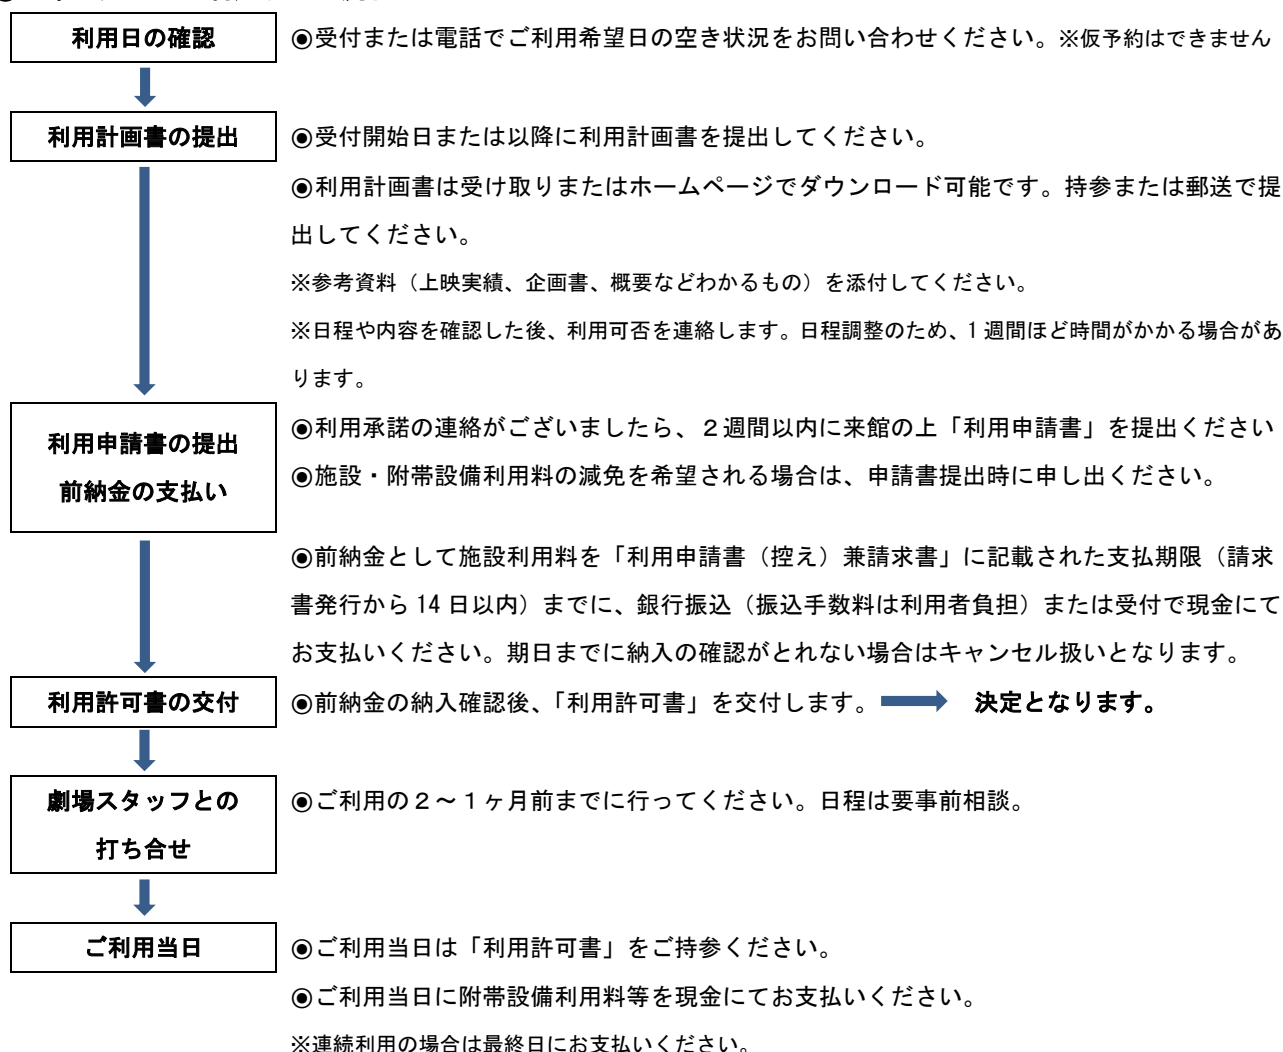 利用日の確認
◉受付または電話でご利用希望日の空き状況をお問い合わせください。※仮予約はできません
利用計画書の提出
◉受付開始日または以降に利用計画書を提出してください。
◉利用計画書は受け取りまたはホームページでダウンロード可能です。持参または郵送で提
出してください。
※参考資料（上映実績、企画書、概要などわかるもの）を添付してください。
※日程や内容を確認した後、利用可否を連絡します。日程調整のため、1週間ほど時間がかかる場合があ
ります。
利用申請書の提出
前納金の支払い
◉利用承諾の連絡がございましたら、２週間以内に来館の上「利用申請書」を提出ください
◉施設・附帯設備利用料の減免を希望される場合は、申請書提出時に申し出ください。
◉前納金として施設利用料を「利用申請書（控え）兼請求書」に記載された支払期限（請求
書発行から 14 日以内）までに、銀行振込（振込手数料は利用者負担）または受付で現金にて
お支払いください。期日までに納入の確認がとれない場合はキャンセル扱いとなります。
利用許可書の交付
◉前納金の納入確認後、「利用許可書」を交付します。 決定となります。
劇場スタッフとの
打ち合せ
◉ご利用の２～１ヶ月前までに行ってください。日程は要事前相談。
ご利用当日
◉ご利用当日は「利用許可書」をご持参ください。
◉ご利用当日に附帯設備利用料等を現金にてお支払いください。
※連続利用の場合は最終日にお支払いください。